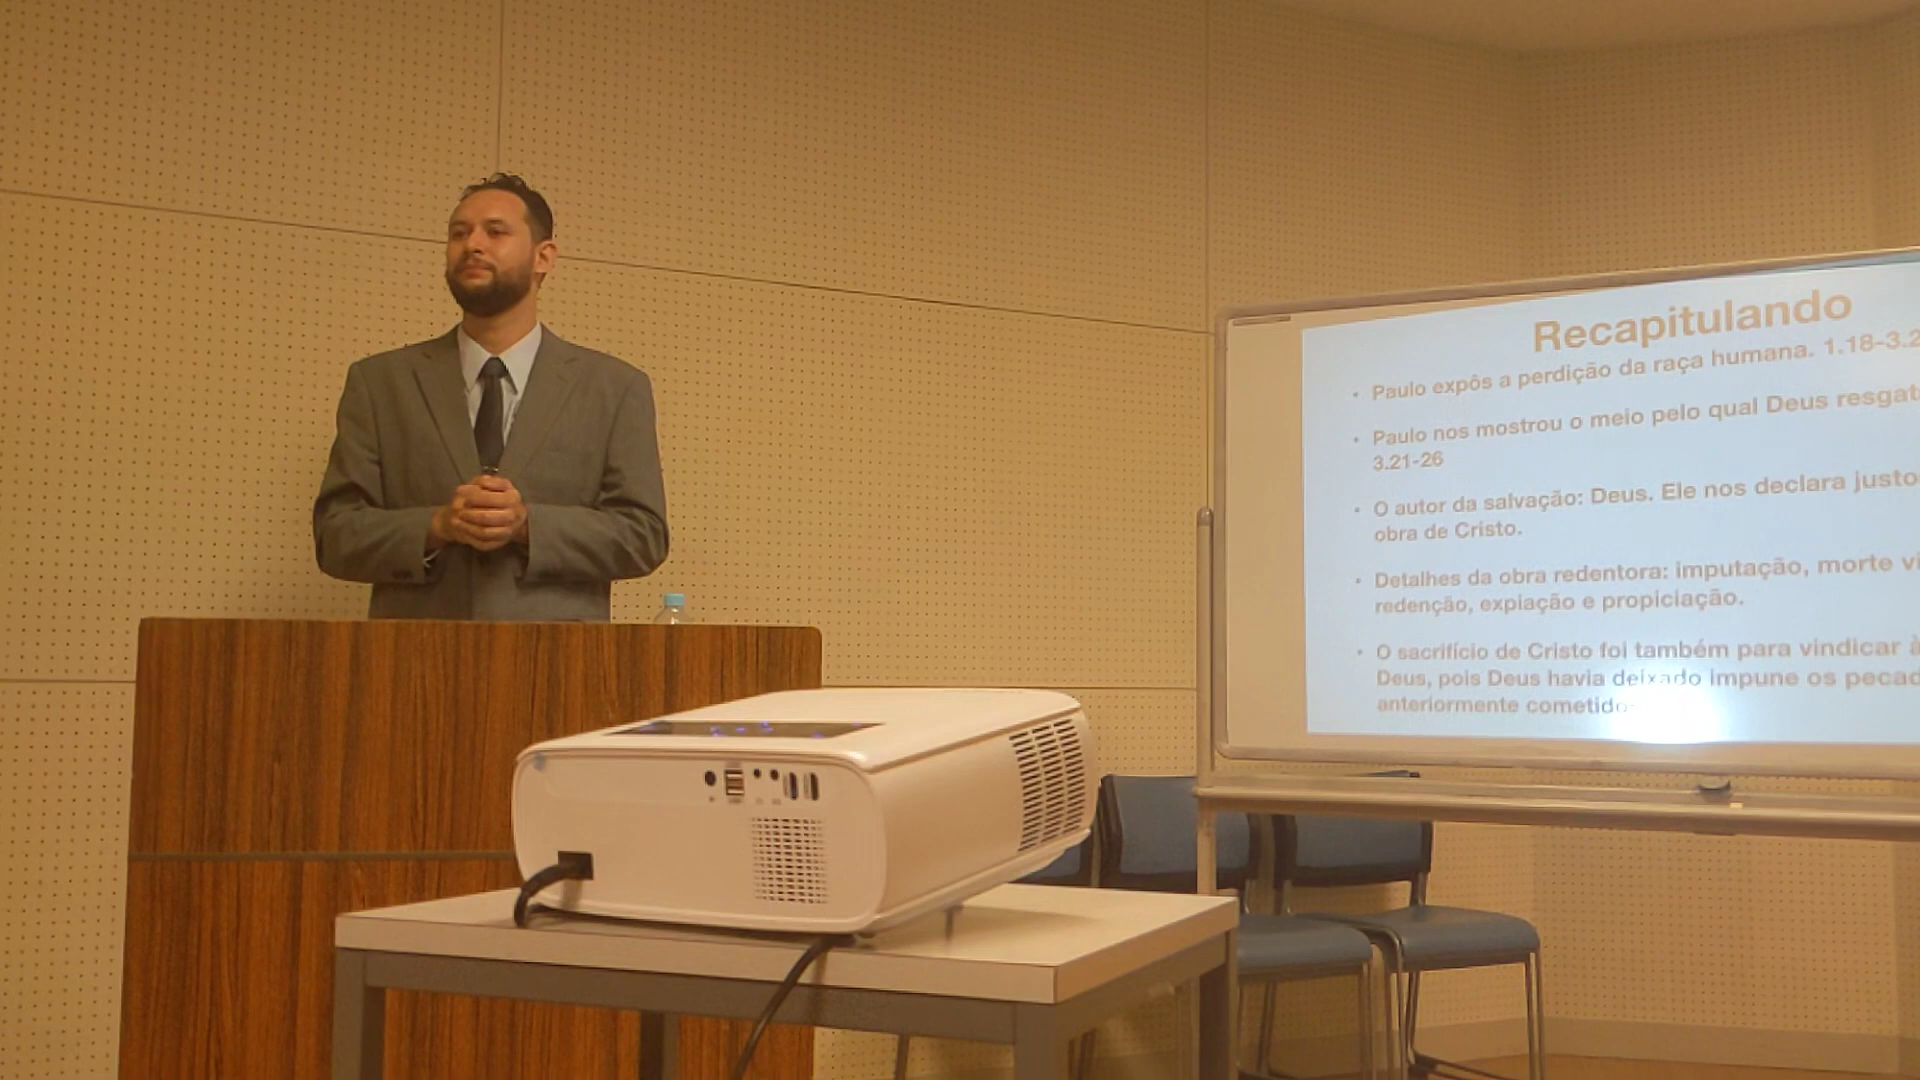 Recapitulando
• Paulo expôs a perdição da raça humana. 1.18-3.2
• Paulo nos mostrou o meio pelo qual Deus resgat
3.21-26
• O autor da salvação: Deus. Ele nos declara justo
obra de Cristo.
• Detalhes da obra redentora: imputação, morte vi
redenção, expiação e propiciação.
• O sacrifício de Cristo foi também para vindicar à
Deus, pois Deus havia deixado impune os pecad
anteriormente cometido